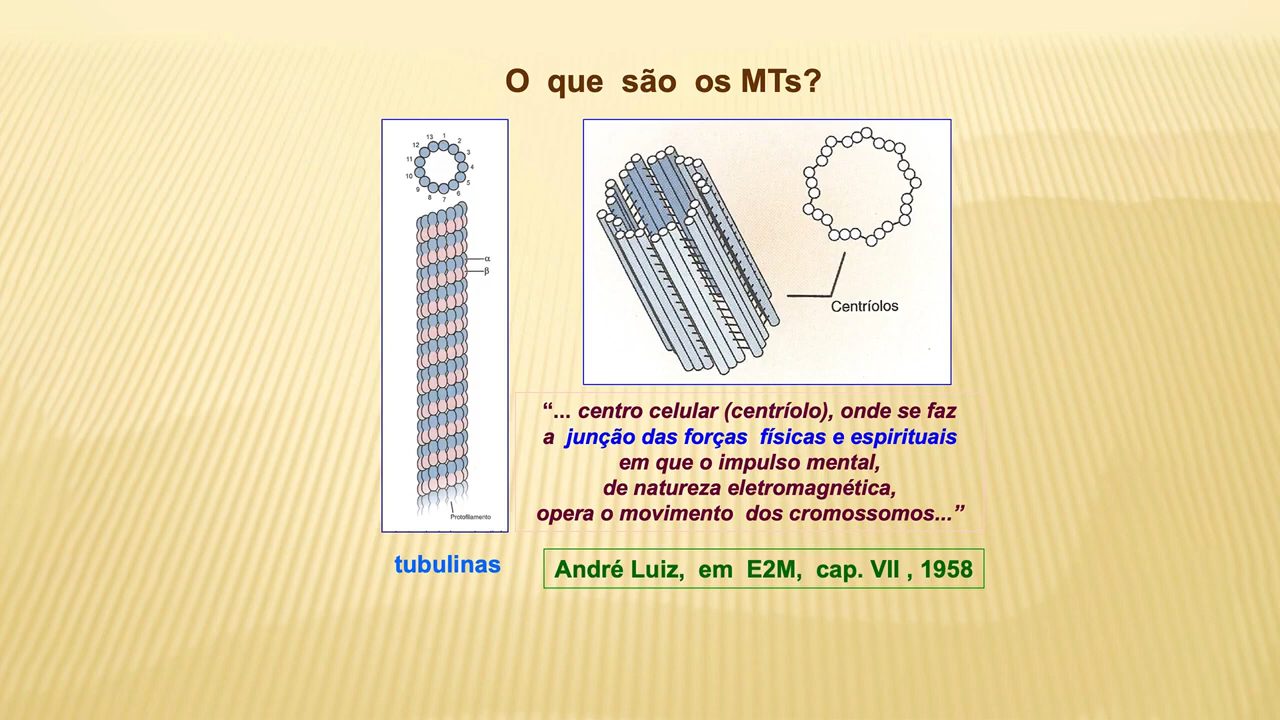 O que são os MTs?
13 1 2 3 4 5 6 7 8 9 10 11 12
α
β
Protofilamento
Centríolos
“... centro celular (centríolo), onde se faz
a junção das forças físicas e espirituais
em que o impulso mental,
de natureza eletromagnética,
opera o movimento dos cromossomos...”
tubulinas
André Luiz, em E2M, cap. VII , 1958